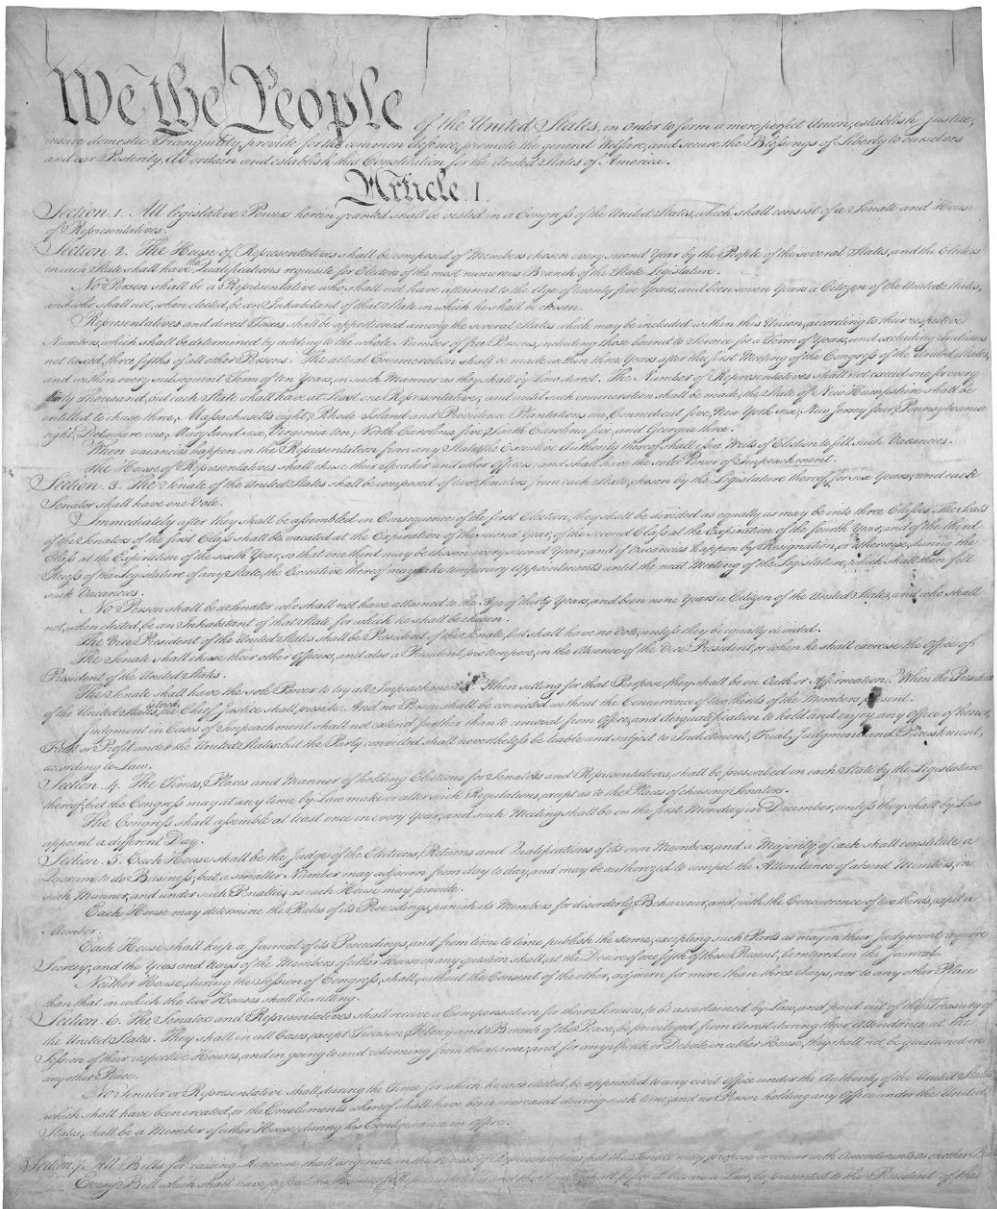 We the People of the United States, in Order to form a more perfect Union, establish Justice,
insure domestic Tranquility, provide for the common defence, promote the general Welfare, and secure the Blessings of Liberty to ourselves
and our Posterity, do ordain and establish this Constitution for the United States of America.
Article. I.
Section. 1. All legislative Powers herein granted shall be vested in a Congress of the United States, which shall consist of a Senate and House
of Representatives.
Section. 2. The House of Representatives shall be composed of Members chosen every second Year by the People of the several States, and the Electors
in each State shall have the Qualifications requisite for Electors of the most numerous Branch of the State Legislature.
No Person shall be a Representative who shall not have attained to the Age of twenty five Years, and been seven Years a Citizen of the United States,
and who shall not, when elected, be an Inhabitant of that State in which he shall be chosen.
Representatives and direct Taxes shall be apportioned among the several States which may be included within this Union, according to their respective
Numbers, which shall be determined by adding to the whole Number of free Persons, including those bound to Service for a Term of Years, and excluding Indians
not taxed, three fifths of all other Persons. The actual Enumeration shall be made within three Years after the first Meeting of the Congress of the United States,
and within every subsequent Term of ten Years, in such Manner as they shall by Law direct. The Number of Representatives shall not exceed one for every
thirty Thousand, but each State shall have at Least one Representative; and until such enumeration shall be made, the State of New Hampshire shall be
entitled to chuse three, Massachusetts eight, Rhode Island and Providence Plantations one, Connecticut five, New York six, New Jersey four, Pennsylvania
eight, Delaware one, Maryland six, Virginia ten, North Carolina five, South Carolina five, and Georgia three.
When vacancies happen in the Representation from any State, the Executive Authority thereof shall issue Writs of Election to fill such Vacancies.
The House of Representatives shall chuse their Speaker and other Officers; and shall have the sole Power of Impeachment.
Section. 3. The Senate of the United States shall be composed of two Senators from each State, chosen by the Legislature thereof, for six Years; and each
Senator shall have one Vote.
Immediately after they shall be assembled in Consequence of the first Election, they shall be divided as equally as may be into three Classes. The Seats
of the Senators of the first Class shall be vacated at the Expiration of the second Year, of the second Class at the Expiration of the fourth Year, and of the third
Class at the Expiration of the sixth Year, so that one third may be chosen every second Year; and if Vacancies happen by Resignation, or otherwise, during the
Recess of the Legislature of any State, the Executive thereof may make temporary Appointments until the next Meeting of the Legislature, which shall then fill
such Vacancies.
No Person shall be a Senator who shall not have attained to the Age of thirty Years, and been nine Years a Citizen of the United States, and who shall
not, when elected, be an Inhabitant of that State for which he shall be chosen.
The Vice President of the United States shall be President of the Senate, but shall have no Vote, unless they be equally divided.
The Senate shall chuse their other Officers, and also a President pro tempore, in the Absence of the Vice President, or when he shall exercise the Office of
President of the United States.
The Senate shall have the sole Power to try all Impeachments. When sitting for that Purpose, they shall be on Oath or Affirmation. When the President
of the United States is tried, the Chief Justice shall preside: And no Person shall be convicted without the Concurrence of two thirds of the Members present.
Judgment in Cases of Impeachment shall not extend further than to removal from Office, and disqualification to hold and enjoy any Office of honor,
Trust or Profit under the United States: but the Party convicted shall nevertheless be liable and subject to Indictment, Trial, Judgment and Punishment,
according to Law.
Section. 4. The Times, Places and Manner of holding Elections for Senators and Representatives, shall be prescribed in each State by the Legislature
thereof; but the Congress may at any time by Law make or alter such Regulations, except as to the Places of chusing Senators.
The Congress shall assemble at least once in every Year, and such Meeting shall be on the first Monday in December, unless they shall by Law
appoint a different Day.
Section. 5. Each House shall be the Judge of the Elections, Returns and Qualifications of its own Members, and a Majority of each shall constitute a
Quorum to do Business; but a smaller Number may adjourn from day to day, and may be authorized to compel the Attendance of absent Members, in
such Manner, and under such Penalties as each House may provide.
Each House may determine the Rules of its Proceedings, punish its Members for disorderly Behaviour, and, with the Concurrence of two thirds, expel a
Member.
Each House shall keep a Journal of its Proceedings, and from time to time publish the same, excepting such Parts as may in their Judgment require
Secrecy; and the Yeas and Nays of the Members of either House on any question shall, at the Desire of one fifth of those Present, be entered on the Journal.
Neither House, during the Session of Congress, shall, without the Consent of the other, adjourn for more than three days, nor to any other Place
than that in which the two Houses shall be sitting.
Section. 6. The Senators and Representatives shall receive a Compensation for their Services, to be ascertained by Law, and paid out of the Treasury of
the United States. They shall in all Cases, except Treason, Felony and Breach of the Peace, be privileged from Arrest during their Attendance at the
Session of their respective Houses, and in going to and returning from the same; and for any Speech or Debate in either House, they shall not be questioned in
any other Place.
No Senator or Representative shall, during the Time for which he was elected, be appointed to any civil Office under the Authority of the United States,
which shall have been created, or the Emoluments whereof shall have been encreased during such time; and no Person holding any Office under the United
States, shall be a Member of either House during his Continuance in Office.
Section. 7. All Bills for raising Revenue shall originate in the House of Representatives; but the Senate may propose or concur with Amendments as on other Bills.
Every Bill which shall have passed the House of Representatives and the Senate, shall, before it become a Law, be presented to the President of the